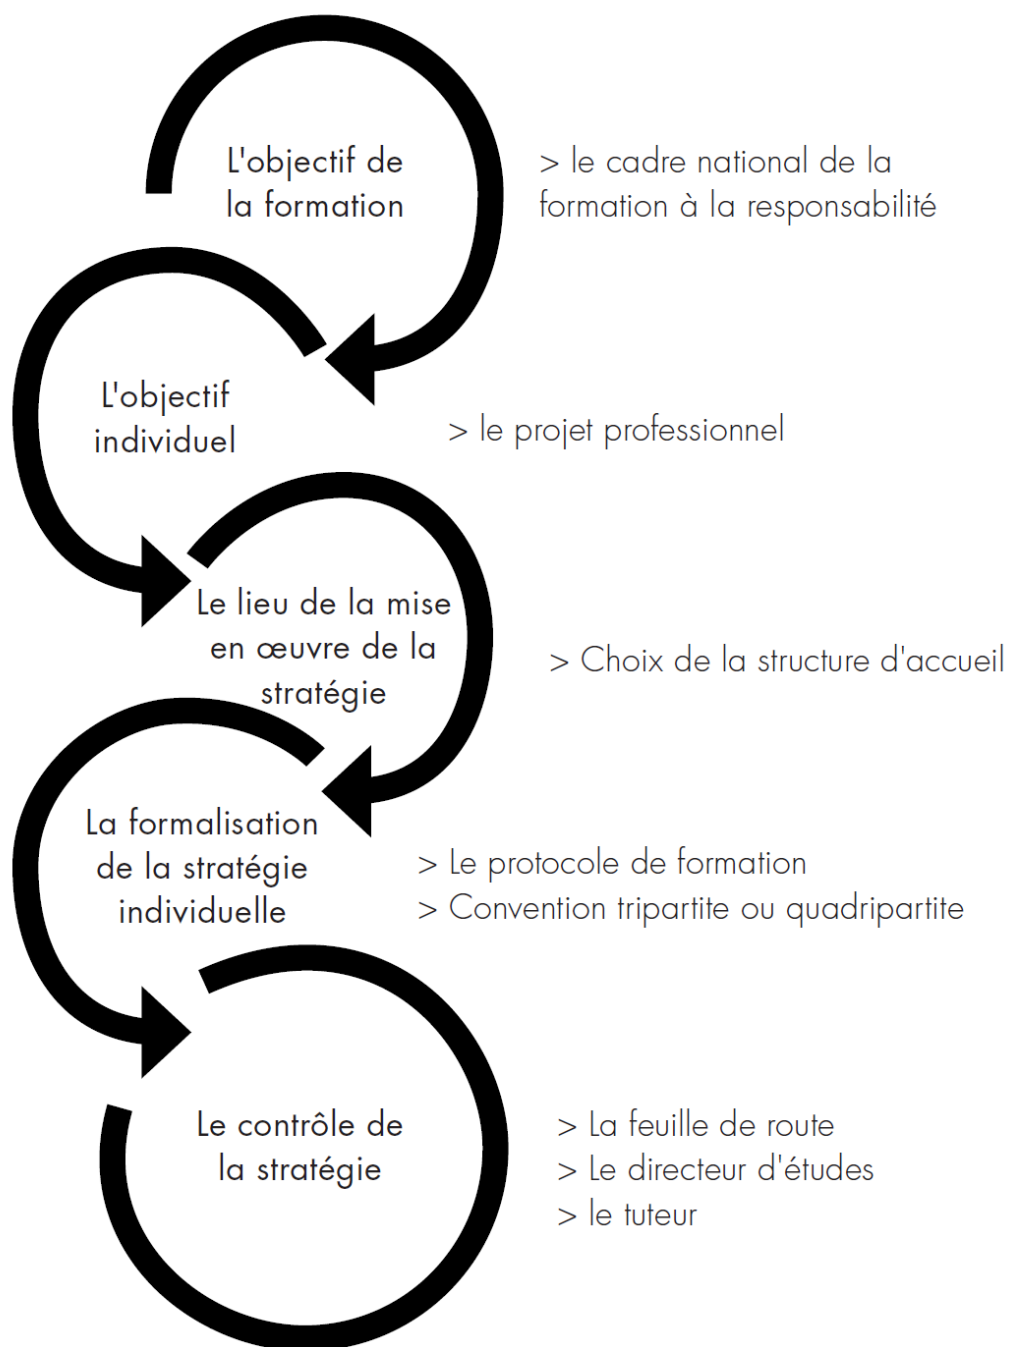 L'objectif de
la formation
> le cadre national de la
formation à la responsabilité
L'objectif
individuel
> le projet professionnel
Le lieu de la mise
en œuvre de la
stratégie
> Choix de la structure d'accueil
La formalisation
de la stratégie
individuelle
> Le protocole de formation
> Convention tripartite ou quadripartite
Le contrôle de
la stratégie
> La feuille de route
> Le directeur d'études
> le tuteur